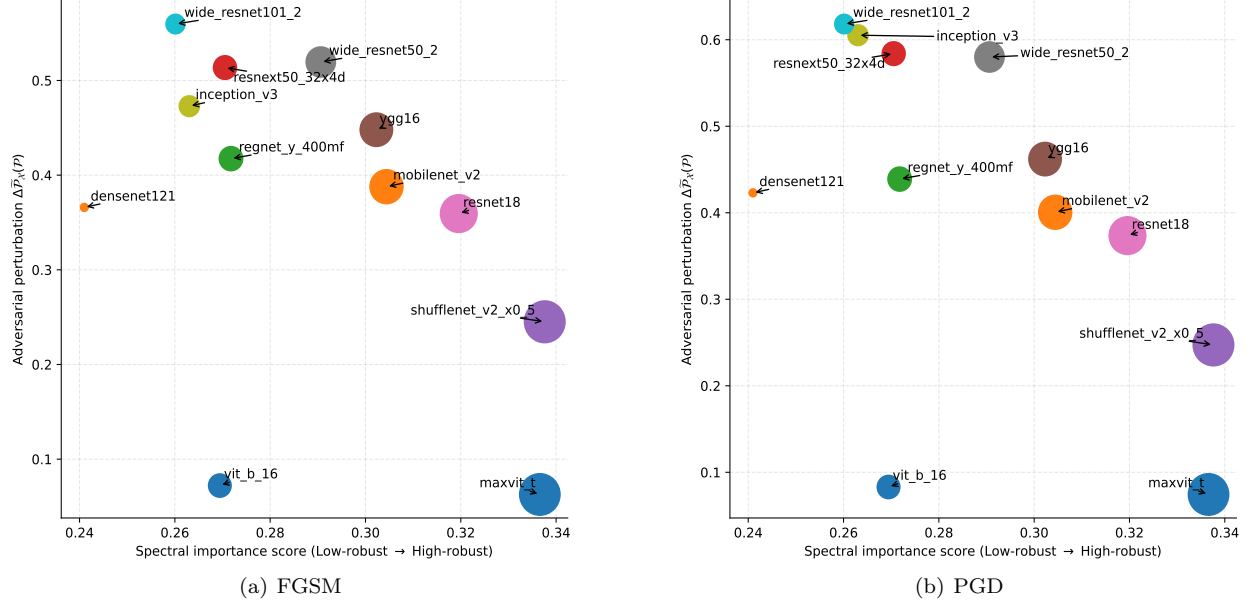 wide_resnet101_2
wide_resnet50_2
resnext50_32x4d
inception_v3
vgg16
regnet_y_400mf
mobilenet_v2
densenet121
resnet18
shufflenet_v2_x0_5
vit_b_16
maxvit_t
0.5
0.4
0.3
0.2
0.1
0.24
0.26
0.28
0.30
0.32
0.34
Adversarial perturbation Δ𝒫̃_𝒳(𝒫)
Spectral importance score (Low-robust → High-robust)
(a) FGSM
wide_resnet101_2
inception_v3
wide_resnet50_2
resnext50_32x4d
vgg16
regnet_y_400mf
densenet121
mobilenet_v2
resnet18
shufflenet_v2_x0_5
vit_b_16
maxvit_t
0.6
0.5
0.4
0.3
0.2
0.1
0.24
0.26
0.28
0.30
0.32
0.34
Adversarial perturbation Δ𝒫̃_𝒳(𝒫)
Spectral importance score (Low-robust → High-robust)
(b) PGD